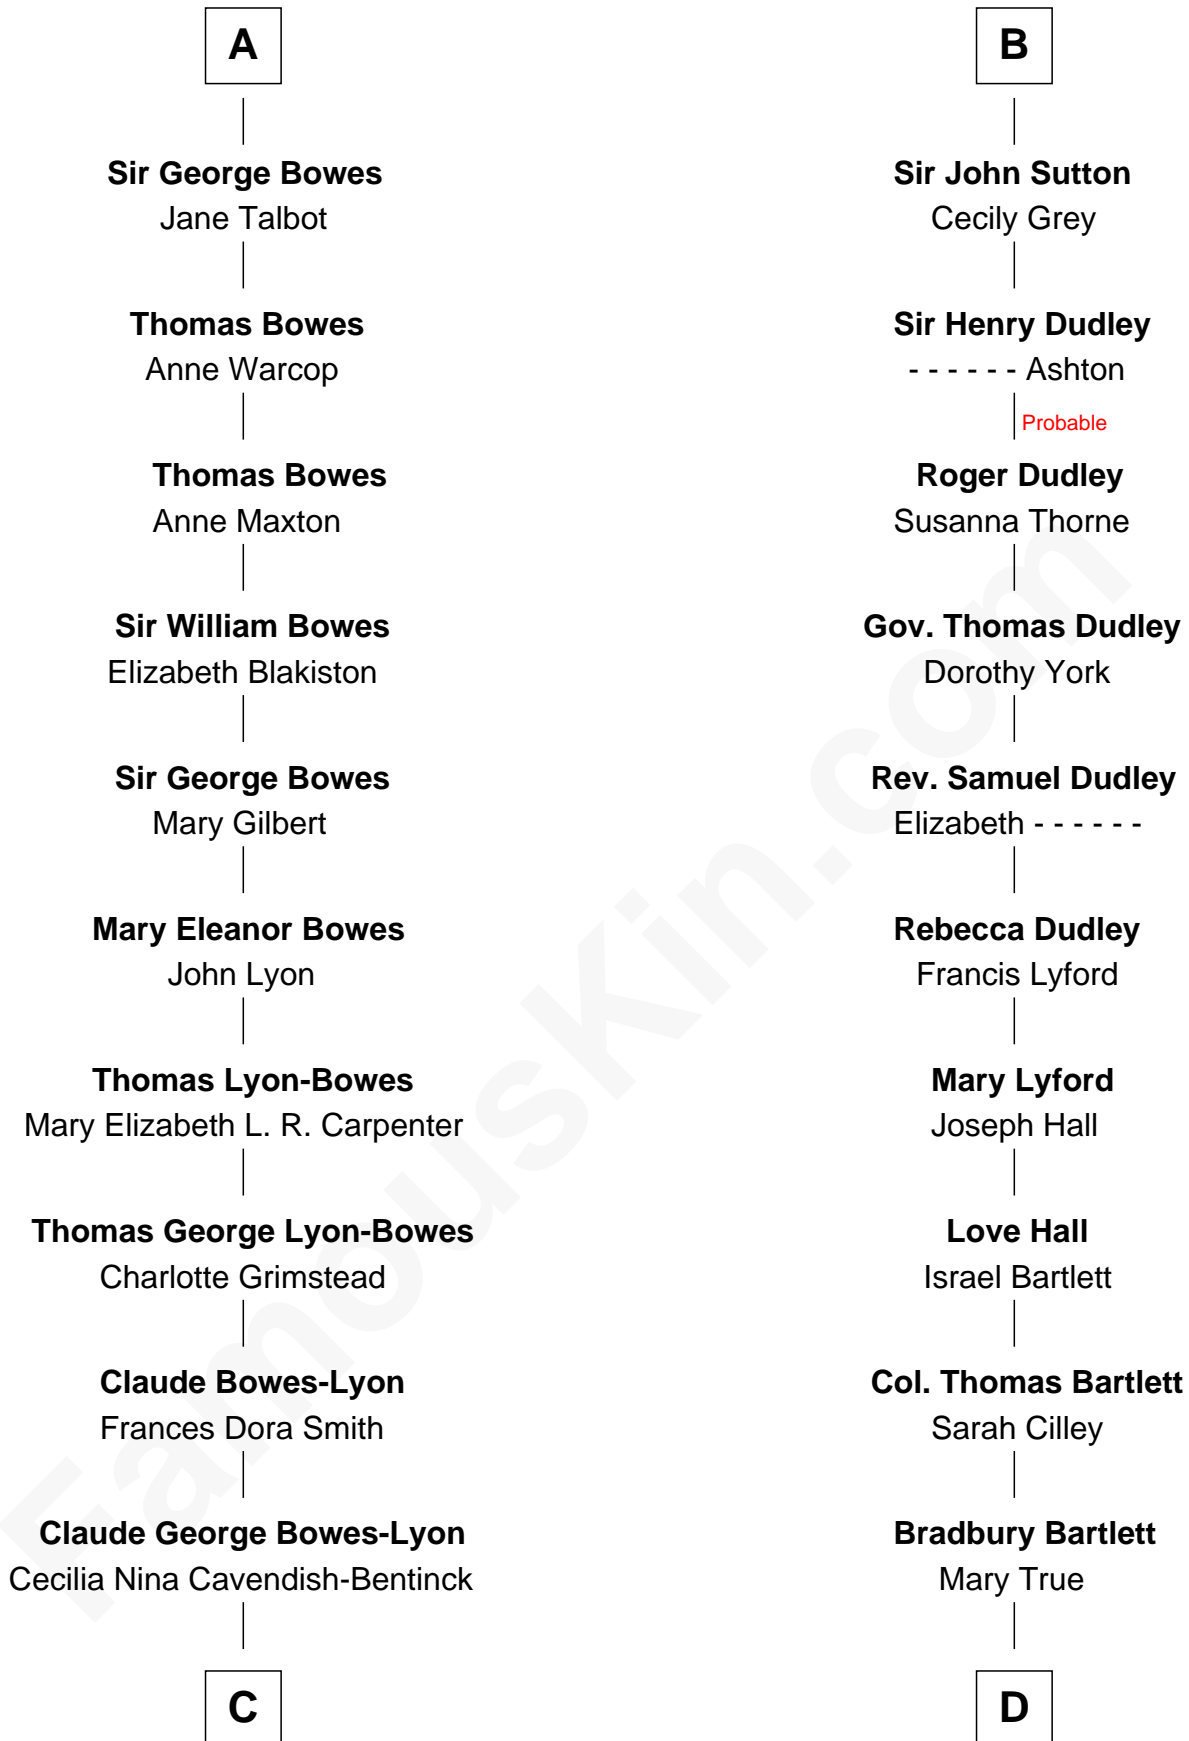 A
Sir George Bowes
Jane Talbot
Thomas Bowes
Anne Warcop
Thomas Bowes
Anne Maxton
Sir William Bowes
Elizabeth Blakiston
Sir George Bowes
Mary Gilbert
Mary Eleanor Bowes
John Lyon
Thomas Lyon-Bowes
Mary Elizabeth L. R. Carpenter
Thomas George Lyon-Bowes
Charlotte Grimstead
Claude Bowes-Lyon
Frances Dora Smith
Claude George Bowes-Lyon
Cecilia Nina Cavendish-Bentinck
C
B
Sir John Sutton
Cecily Grey
Sir Henry Dudley
- - - - - - Ashton
Probable
Roger Dudley
Susanna Thorne
Gov. Thomas Dudley
Dorothy York
Rev. Samuel Dudley
Elizabeth - - - - - -
Rebecca Dudley
Francis Lyford
Mary Lyford
Joseph Hall
Love Hall
Israel Bartlett
Col. Thomas Bartlett
Sarah Cilley
Bradbury Bartlett
Mary True
D
FamousKin.com